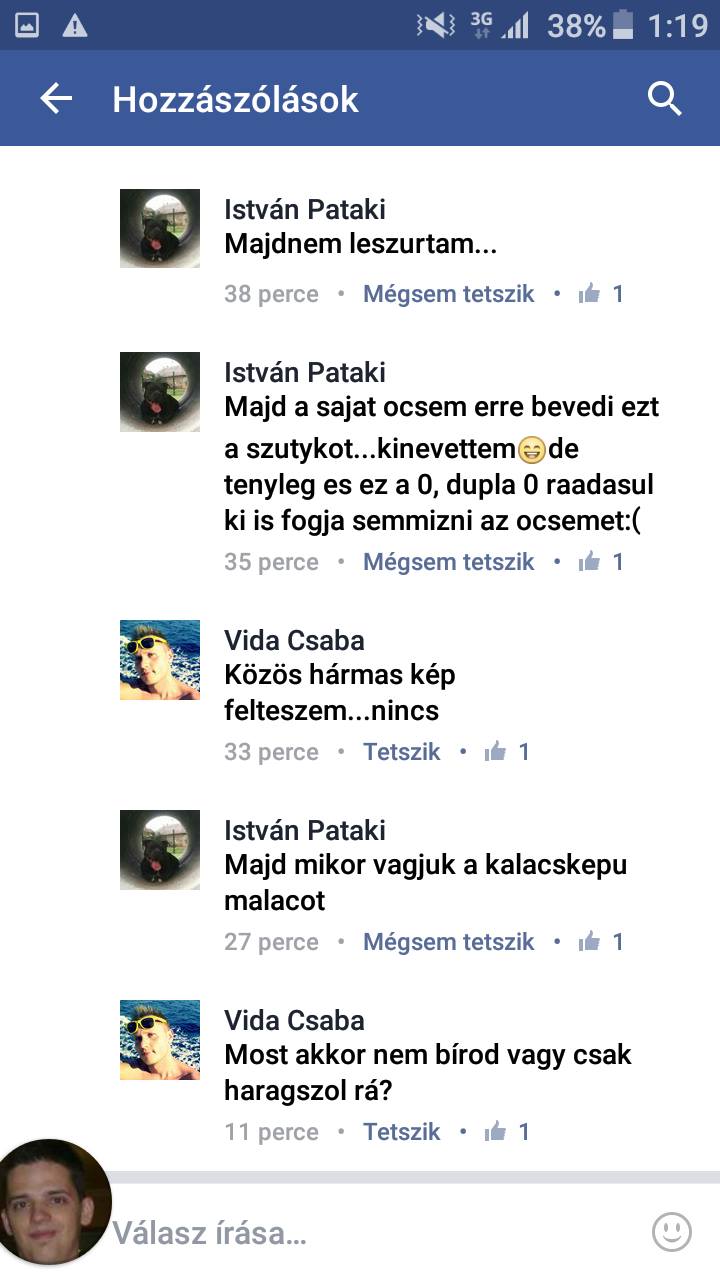 3G 38% 1:19
Hozzászólások
István Pataki
Majdnem leszurtam...
38 perce • Mégsem tetszik • 1
István Pataki
Majd a sajat ocsem erre bevedi ezt
a szutykot...kinevettem😄de
tenyleg es ez a 0, dupla 0 raadasul
ki is fogja semmizni az ocsemet:(
35 perce • Mégsem tetszik • 1
Vida Csaba
Közös hármas kép
felteszem...nincs
33 perce • Tetszik • 1
István Pataki
Majd mikor vagjuk a kalacskepu
malacot
27 perce • Mégsem tetszik • 1
Vida Csaba
Most akkor nem bírod vagy csak
haragszol rá?
11 perce • Tetszik • 1
Válasz írása...